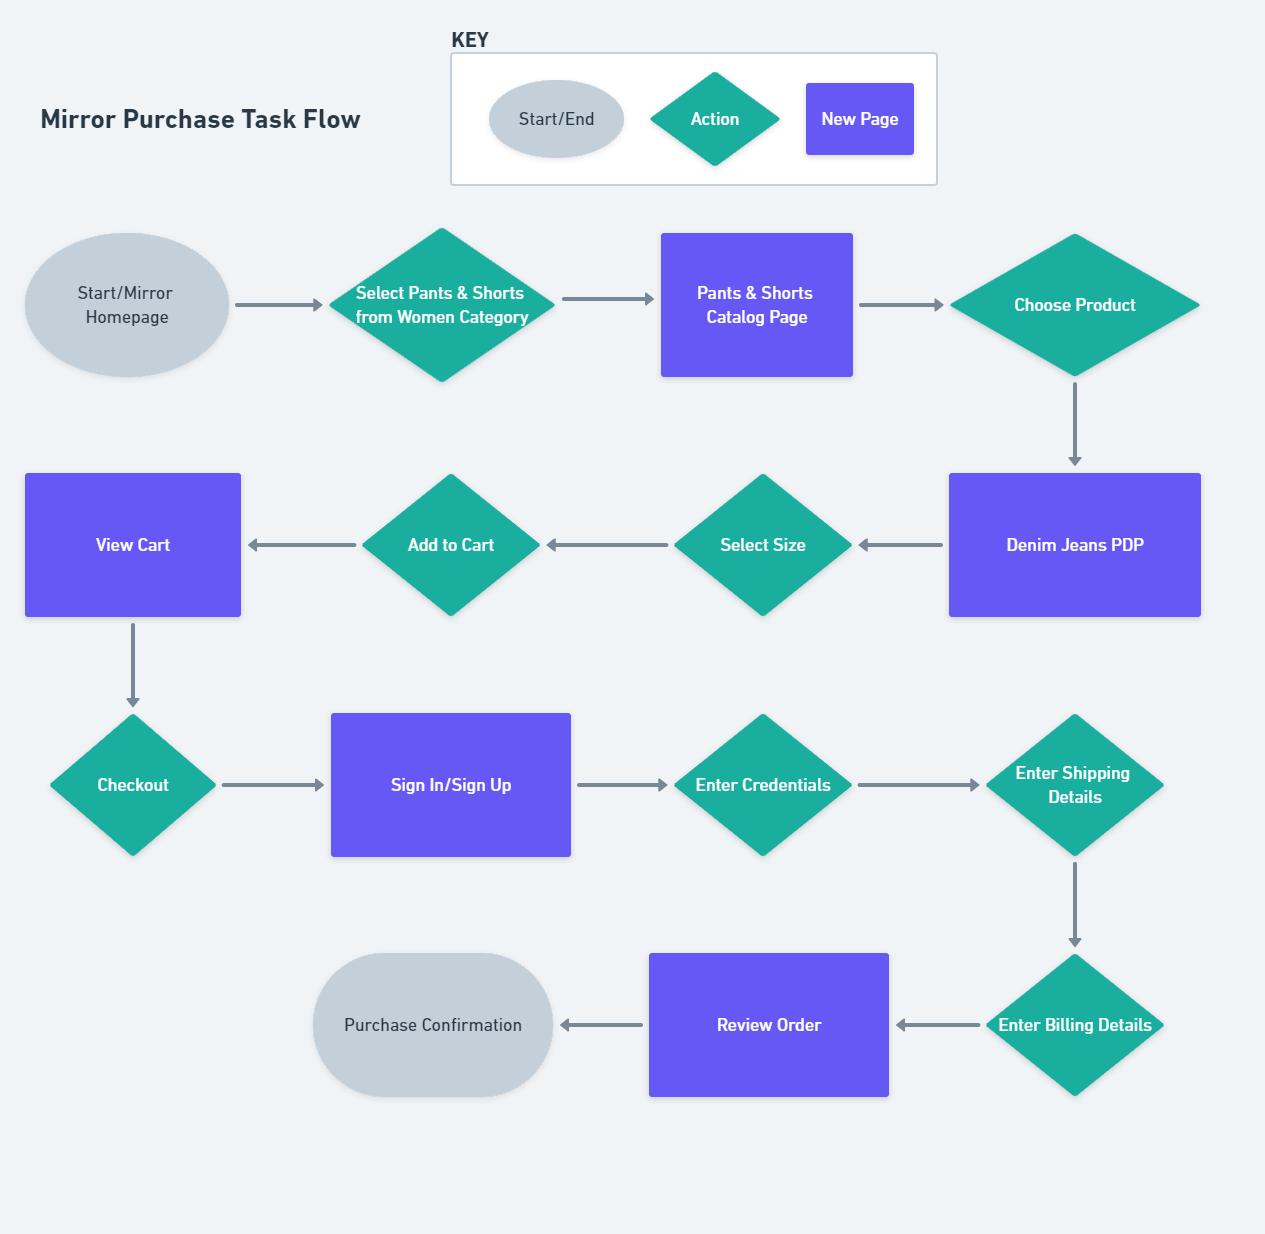 KEY
Mirror Purchase Task Flow
Start/End
Action
New Page
Start/Mirror
Homepage
Select Pants & Shorts
from Women Category
Pants & Shorts
Catalog Page
Choose Product
View Cart
Add to Cart
Select Size
Denim Jeans PDP
Checkout
Sign In/Sign Up
Enter Credentials
Enter Shipping
Details
Purchase Confirmation
Review Order
Enter Billing Details